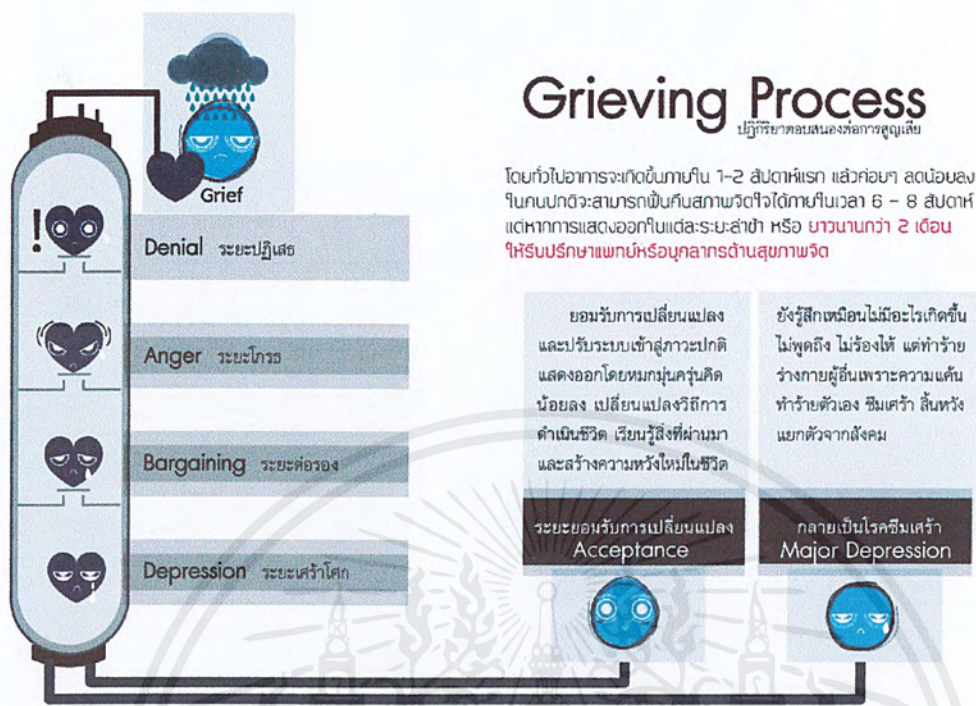 Grieving Process
ปฏิกิริยาตอบสนองต่อการสูญเสีย
โดยทั่วไปอาการจะเกิดขึ้นภายใน 1-2 สัปดาห์แรก แล้วค่อยๆ ลดน้อยลง
ในคนปกติจะสามารถฟื้นคืนสภาพจิตใจได้ภายในเวลา 6 - 8 สัปดาห์
แต่หากการแสดงออกในแต่ละระยะล่าช้า หรือ ยาวนานกว่า 2 เดือน
ให้รีบปรึกษาแพทย์หรือบุคลากรด้านสุขภาพจิต
Grief
!
Denial ระยะปฏิเสธ
Anger ระยะโกรธ
Bargaining ระยะต่อรอง
Depression ระยะเศร้าโศก
ยอมรับการเปลี่ยนแปลง
และปรับระบบเข้าสู่ภาวะปกติ
แสดงออกโดยหมกมุ่นครุ่นคิด
น้อยลง เปลี่ยนแปลงวิถีการ
ดำเนินชีวิต เรียนรู้สิ่งที่ผ่านมา
และสร้างความหวังใหม่ในชีวิต
ระยะยอมรับการเปลี่ยนแปลง
Acceptance
ยังรู้สึกเหมือนไม่มีอะไรเกิดขึ้น
ไม่พูดถึง ไม่ร้องไห้ แต่ทำร้าย
ร่างกายผู้อื่นเพราะความแค้น
ทำร้ายตัวเอง ซึมเศร้า สิ้นหวัง
แยกตัวจากสังคม
กลายเป็นโรคซึมเศร้า
Major Depression